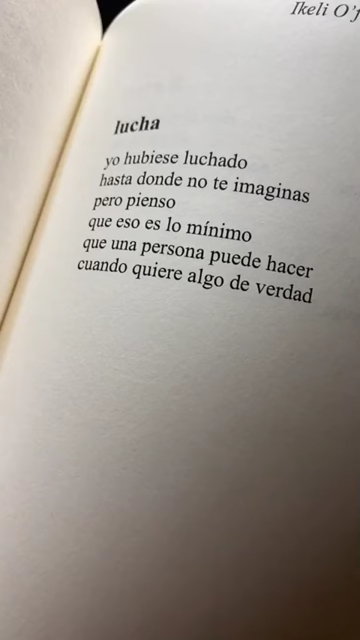 Ikeli O'f
lucha
yo hubiese luchado
hasta donde no te imaginas
pero pienso
que eso es lo mínimo
que una persona puede hacer
cuando quiere algo de verdad